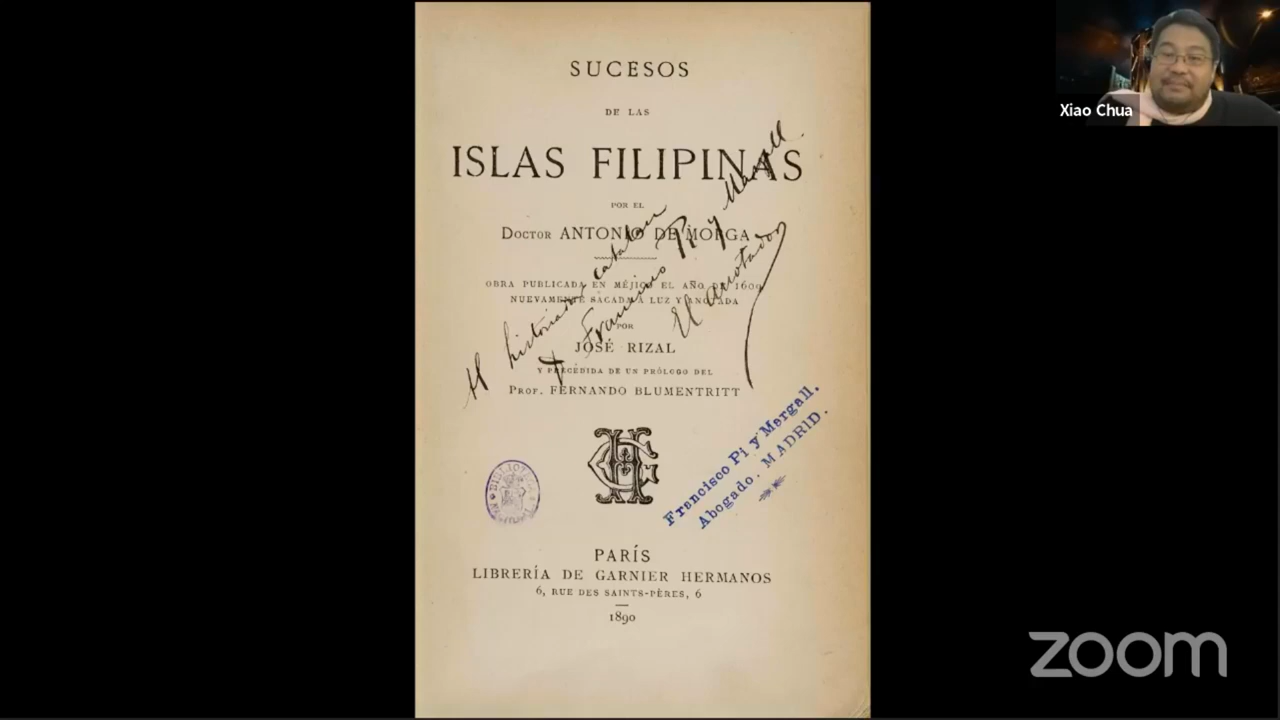 SUCESOS
DE LAS
ISLAS FILIPINAS
POR EL
DOCTOR ANTONIO DE MORGA
OBRA PUBLICADA EN MÉJICO EL AÑO DE 1609
NUEVAMENTE SACADA Á LUZ Y ANOTADA
POR
JOSÉ RIZAL
Y PRECEDIDA DE UN PRÓLOGO DEL
PROF. FERNANDO BLUMENTRITT
Al historiador catalan
Francisco Pi y Margall
El anotador
BIBLIOTECA
NACIONAL
Francisco Pi y Margall.
Abogado. MADRID.
PARÍS
LIBRERÍA DE GARNIER HERMANOS
6, RUE DES SAINTS-PÈRES, 6
1890
Xiao Chua
zoom